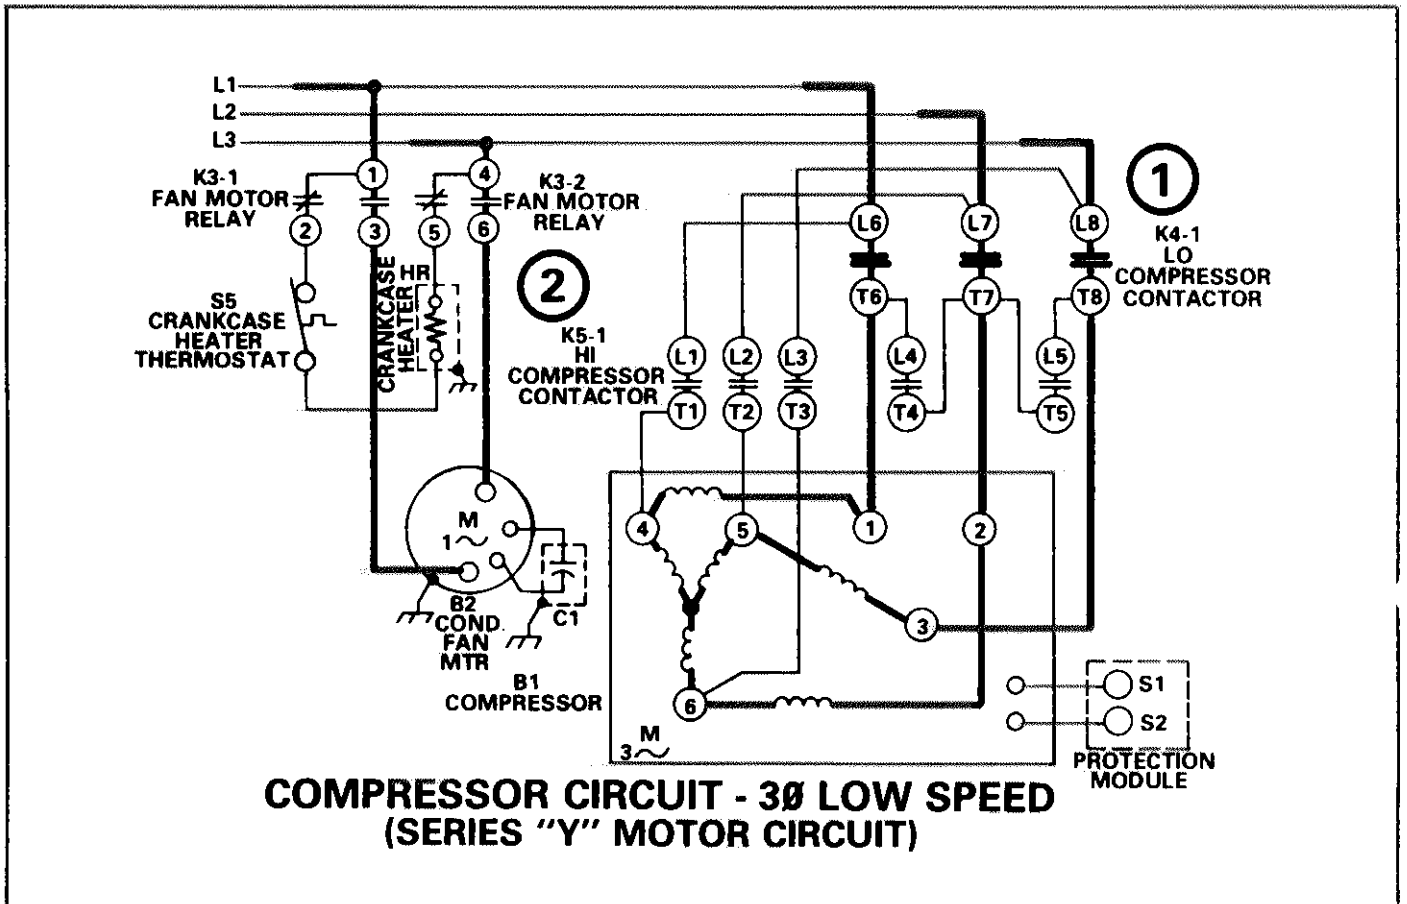 L1
L2
L3
K3-1
FAN MOTOR
RELAY
1
4
K3-2
FAN MOTOR
RELAY
2
3
5
6
S5
CRANKCASE
HEATER
THERMOSTAT
CRANKCASE
HEATER
HR
2
K5-1
HI
COMPRESSOR
CONTACTOR
1
L6
L7
L8
K4-1
LO
COMPRESSOR
CONTACTOR
T6
T7
T8
L1
L2
L3
L4
L5
T1
T2
T3
T4
T5
M
1~
B2
COND.
FAN
MTR
C1
B1
COMPRESSOR
4
5
1
2
3
6
M
3~
S1
S2
PROTECTION
MODULE
COMPRESSOR CIRCUIT - 3Ø LOW SPEED
(SERIES "Y" MOTOR CIRCUIT)